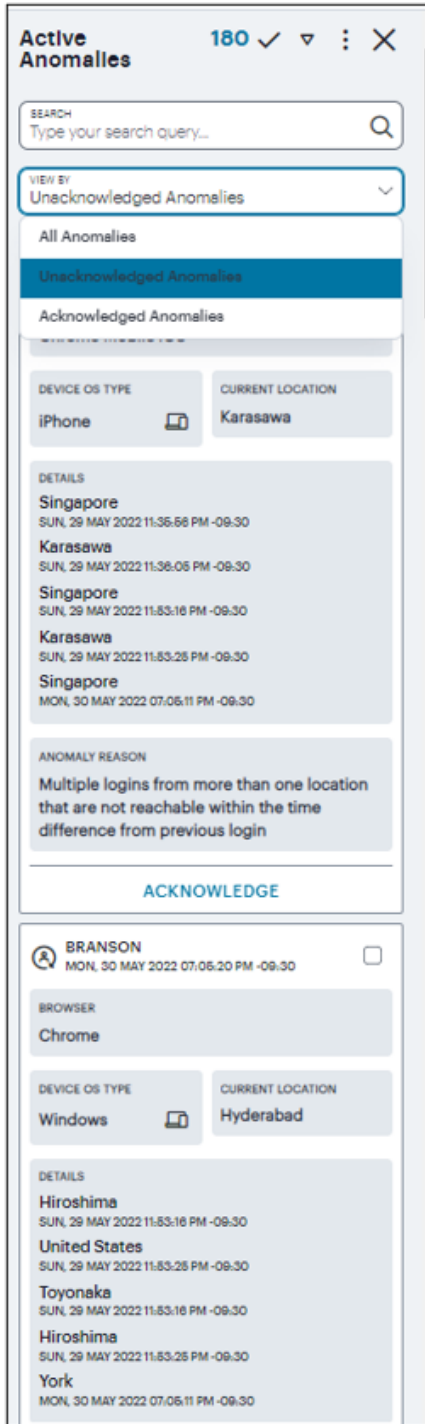 Active
Anomalies
180
SEARCH
Type your search query...
VIEW BY
Unacknowledged Anomalies
All Anomalies
Unacknowledged Anomalies
Acknowledged Anomalies
DEVICE OS TYPE
iPhone
CURRENT LOCATION
Karasawa
DETAILS
Singapore
SUN, 29 MAY 2022 11:35:56 PM -09:30
Karasawa
SUN, 29 MAY 2022 11:36:05 PM -09:30
Singapore
SUN, 29 MAY 2022 11:53:16 PM -09:30
Karasawa
SUN, 29 MAY 2022 11:53:25 PM -09:30
Singapore
MON, 30 MAY 2022 07:05:11 PM -09:30
ANOMALY REASON
Multiple logins from more than one location
that are not reachable within the time
difference from previous login
ACKNOWLEDGE
BRANSON
MON, 30 MAY 2022 07:05:20 PM -09:30
BROWSER
Chrome
DEVICE OS TYPE
Windows
CURRENT LOCATION
Hyderabad
DETAILS
Hiroshima
SUN, 29 MAY 2022 11:53:16 PM -09:30
United States
SUN, 29 MAY 2022 11:53:25 PM -09:30
Toyonaka
SUN, 29 MAY 2022 11:53:16 PM -09:30
Hiroshima
SUN, 29 MAY 2022 11:53:25 PM -09:30
York
MON, 30 MAY 2022 07:05:11 PM -09:30